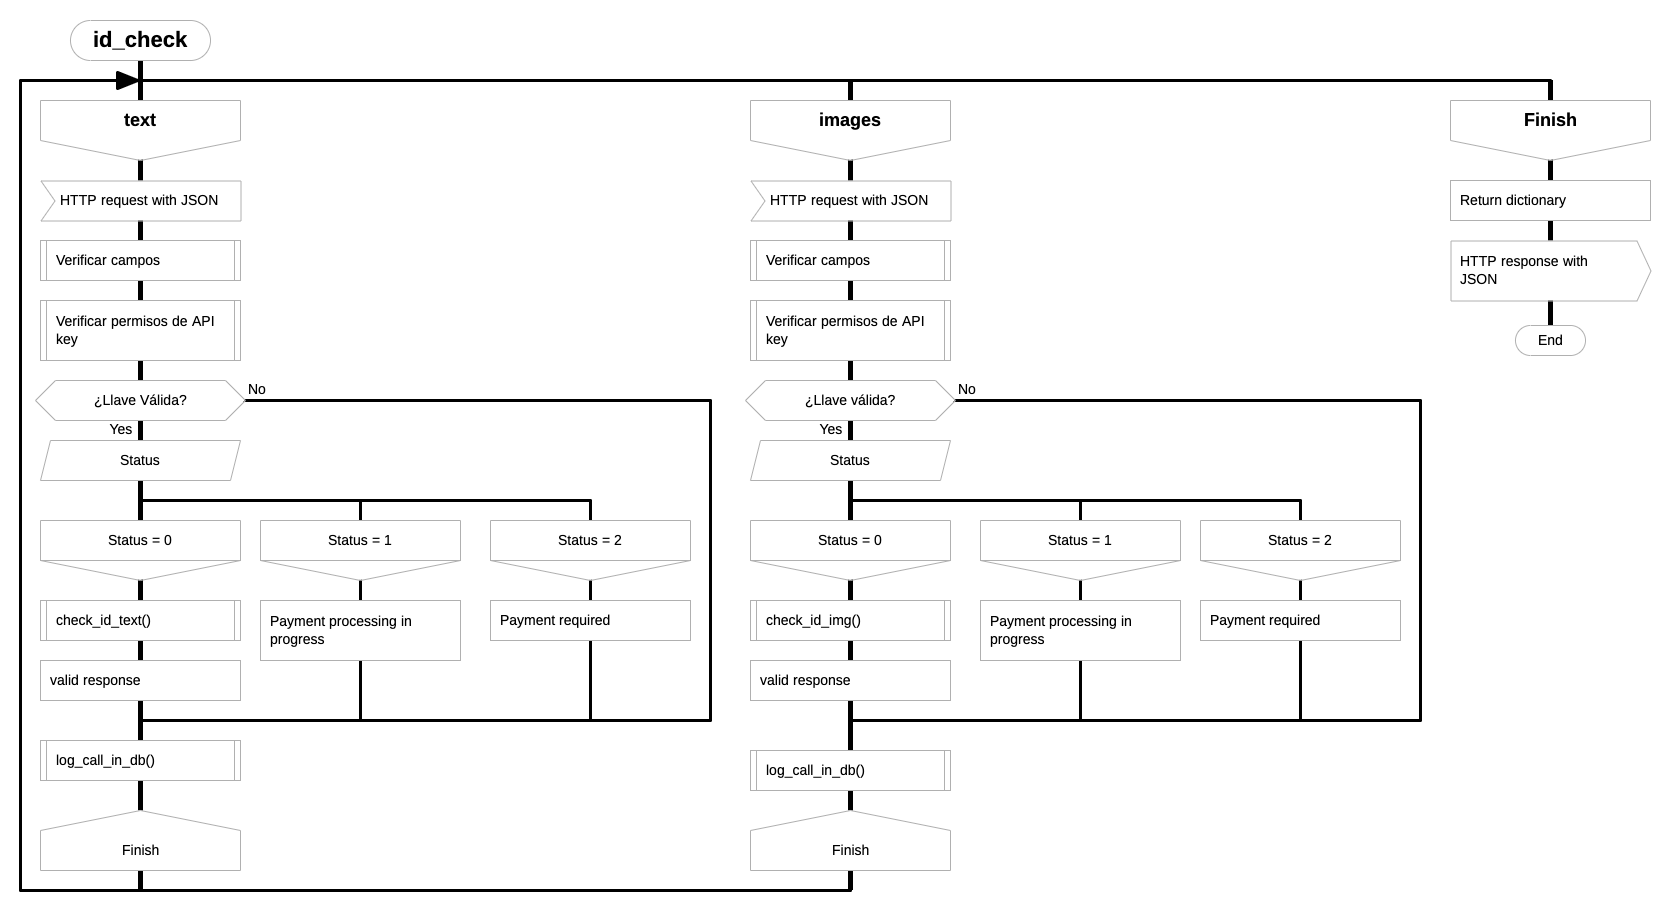 id_check
text
HTTP request with JSON
Verificar campos
Verificar permisos de API
key
¿Llave Válida?
No
Yes
Status
Status = 0
Status = 1
Status = 2
check_id_text()
Payment processing in
progress
Payment required
valid response
log_call_in_db()
Finish
images
HTTP request with JSON
Verificar campos
Verificar permisos de API
key
¿Llave válida?
No
Yes
Status
Status = 0
Status = 1
Status = 2
check_id_img()
Payment processing in
progress
Payment required
valid response
log_call_in_db()
Finish
Finish
Return dictionary
HTTP response with
JSON
End